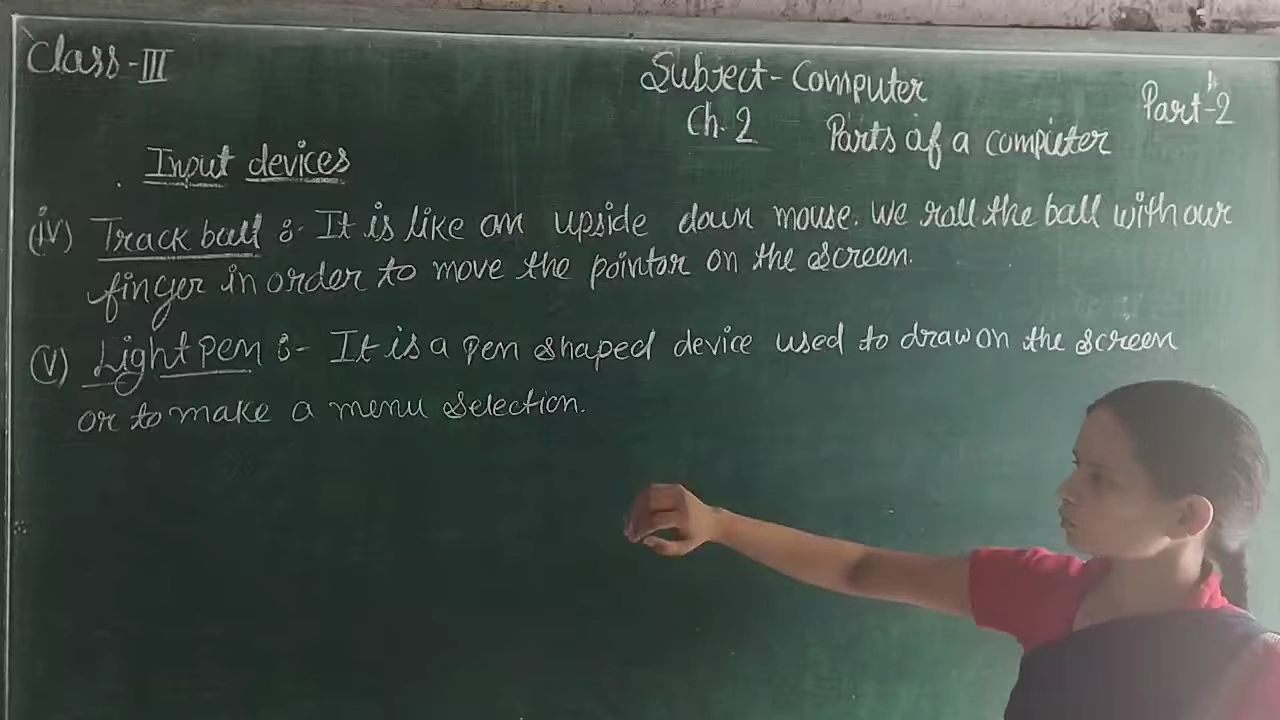 Class-III
Subject-Computer
Part-2
Ch. 2 Parts of a computer
Input devices
(iv) Track ball :- It is like an upside down mouse. We roll the ball with our
finger in order to move the pointor on the screen.
(v) Light pen :- It is a pen shaped device used to draw on the screen
or to make a menu selection.